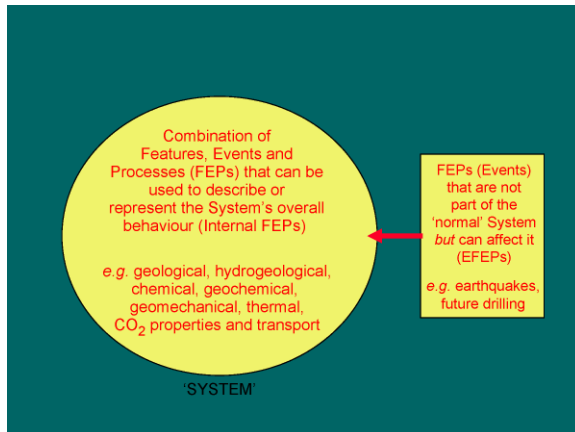 Combination of
Features, Events and
Processes (FEPs) that can be
used to describe or
represent the System's overall
behaviour (Internal FEPs)
e.g. geological, hydrogeological,
chemical, geochemical,
geomechanical, thermal,
CO₂ properties and transport
'SYSTEM'
FEPs (Events)
that are not
part of the
'normal' System
but can affect it
(EFEPs)
e.g. earthquakes,
future drilling